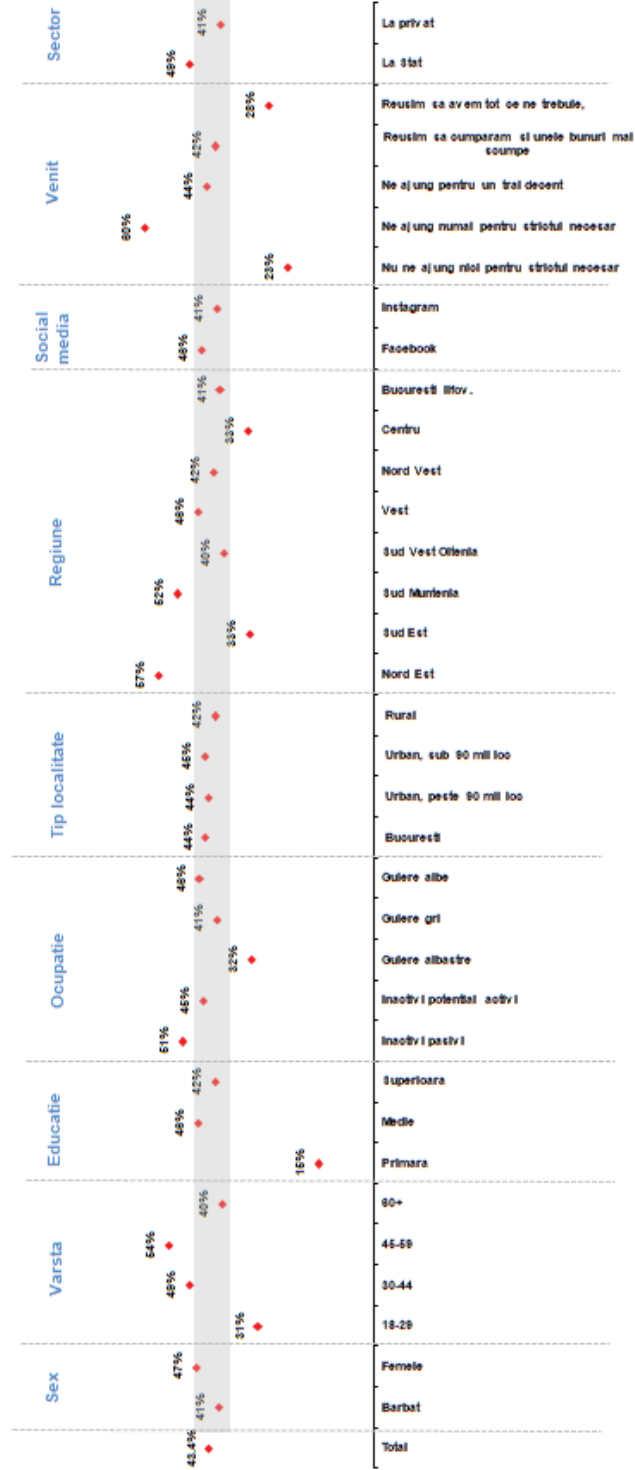 Sector
41%
La privat
49%
La Stat
Venit
28%
Reusim sa avem tot ce ne trebuie,
42%
Reusim sa cumparam si unele bunuri mai
scumpe
44%
Ne ajung pentru un trai decent
60%
Ne ajung numai pentru strictul necesar
23%
Nu ne ajung nici pentru strictul necesar
Social
media
41%
Instagram
46%
Facebook
Regiune
41%
Bucuresti Ilfov.
33%
Centru
42%
Nord Vest
46%
Vest
40%
Sud Vest Oltenia
52%
Sud Muntenia
33%
Sud Est
57%
Nord Est
Tip localitate
42%
Rural
45%
Urban, sub 90 mii loc
44%
Urban, peste 90 mii loc
44%
Bucuresti
Ocupatie
46%
Gulere albe
41%
Gulere gri
32%
Gulere albastre
45%
Inactivi potential activi
51%
Inactivi pasivi
Educatie
42%
Superioara
46%
Medie
15%
Primara
Varsta
40%
60+
54%
45-59
49%
30-44
31%
18-29
Sex
47%
Femeie
41%
Barbat
43.4%
Total